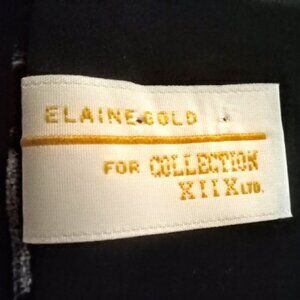 ELAINE GOLD
FOR COLLECTION
XIIX LTD.